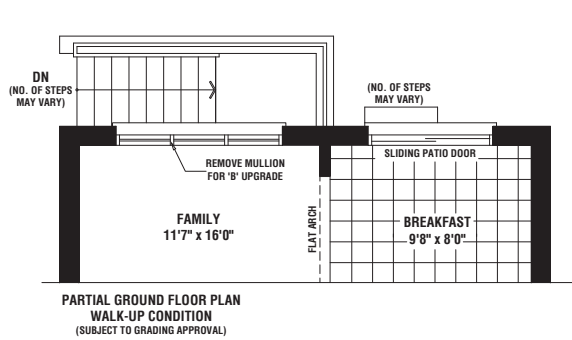 DN
(NO. OF STEPS
MAY VARY)
(NO. OF STEPS
MAY VARY)
REMOVE MULLION
FOR 'B' UPGRADE
SLIDING PATIO DOOR
FAMILY
11'7" x 16'0"
FLAT ARCH
BREAKFAST
9'8" x 8'0"
PARTIAL GROUND FLOOR PLAN
WALK-UP CONDITION
(SUBJECT TO GRADING APPROVAL)